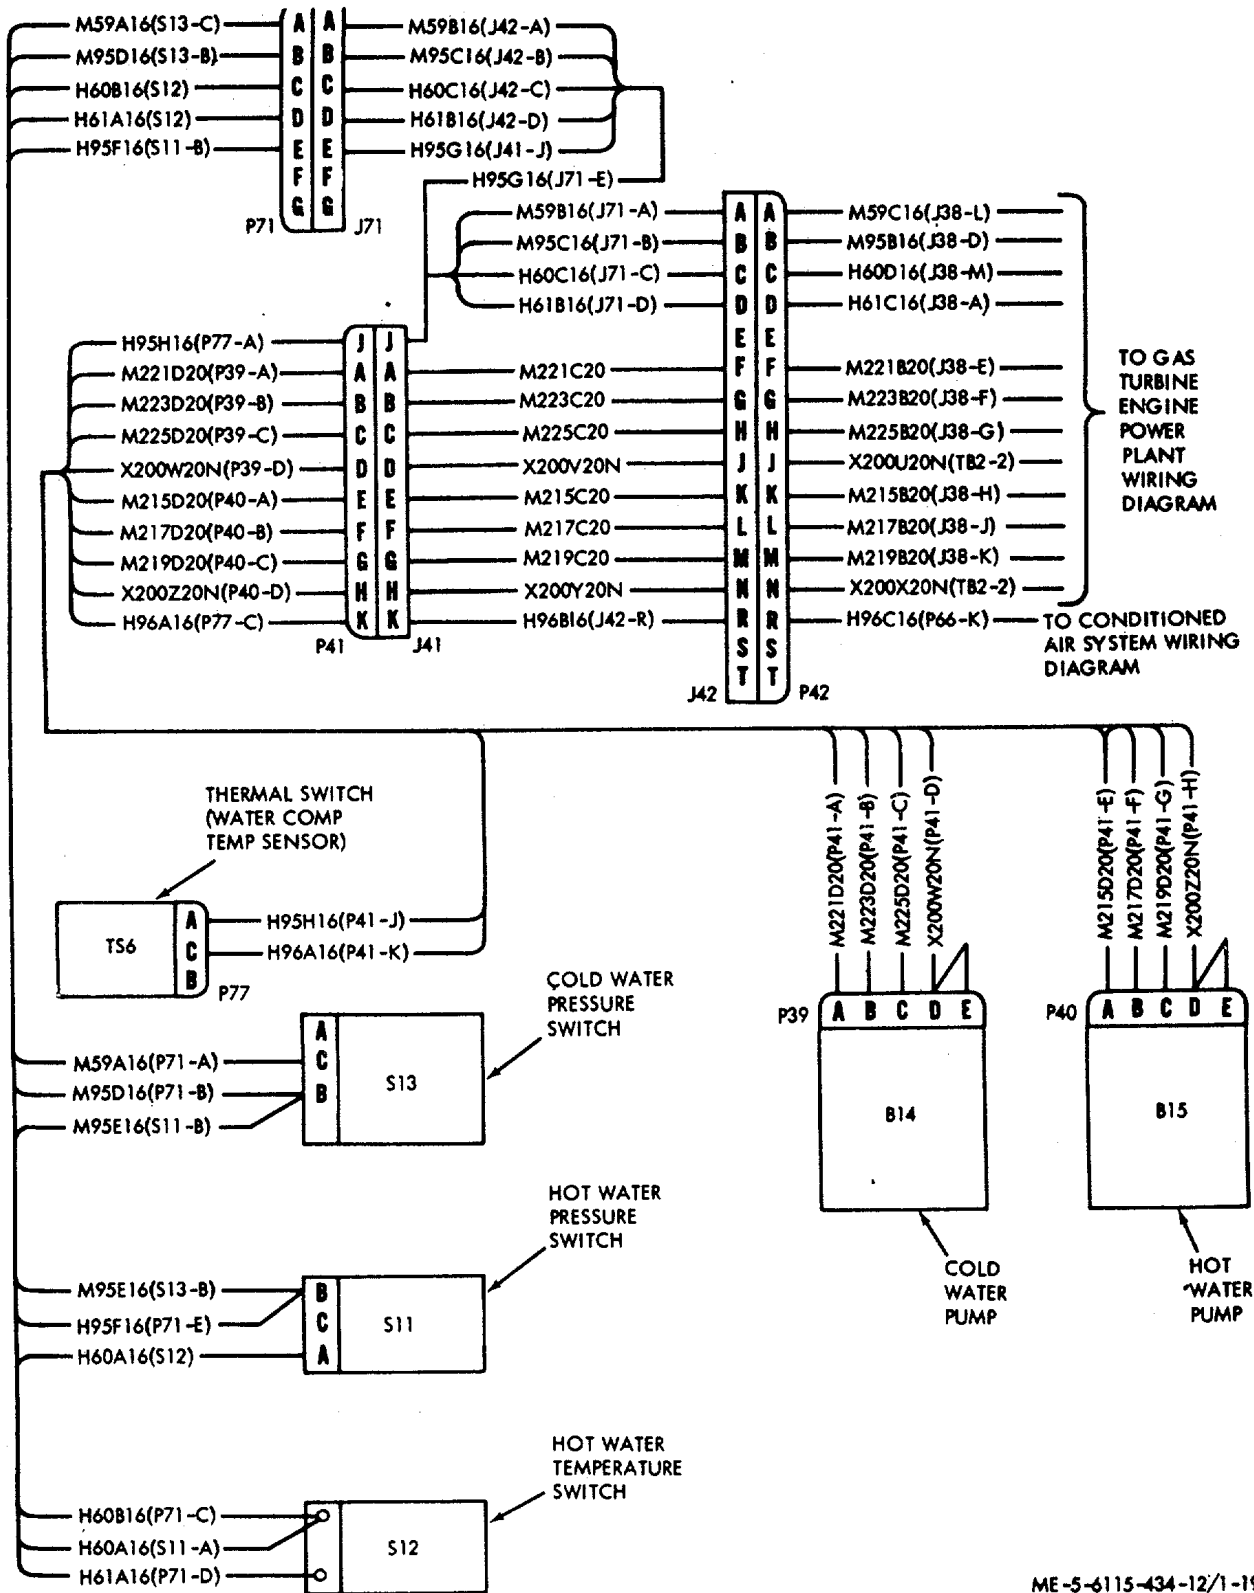 M59A16(S13-C) A A M59B16(J42-A)
M95D16(S13-B) B B M95C16(J42-B)
H60B16(S12) C C H60C16(J42-C)
H61A16(S12) D D H61B16(J42-D)
H95F16(S11-B) E E H95G16(J41-J)
F F
G G
P71 J71
H95G16(J71-E)
M59B16(J71-A) A A M59C16(J38-L)
M95C16(J71-B) B B M95B16(J38-D)
H60C16(J71-C) C C H60D16(J38-M)
H61B16(J71-D) D D H61C16(J38-A)
E E
H95H16(P77-A) J J
M221D20(P39-A) A A M221C20 F F M221B20(J38-E)
M223D20(P39-B) B B M223C20 G G M223B20(J38-F)
M225D20(P39-C) C C M225C20 H H M225B20(J38-G)
X200W20N(P39-D) D D X200V20N J J X200U20N(TB2-2)
M215D20(P40-A) E E M215C20 K K M215B20(J38-H)
M217D20(P40-B) F F M217C20 L L M217B20(J38-J)
M219D20(P40-C) G G M219C20 M M M219B20(J38-K)
X200Z20N(P40-D) H H X200Y20N N N X200X20N(TB2-2)
H96A16(P77-C) K K H96B16(J42-R) R R H96C16(P66-K)
S S
T T
P41 J41
J42 P42
TO GAS
TURBINE
ENGINE
POWER
PLANT
WIRING
DIAGRAM
TO CONDITIONED
AIR SYSTEM WIRING
DIAGRAM
THERMAL SWITCH
(WATER COMP
TEMP SENSOR)
TS6
A H95H16(P41-J)
C H96A16(P41-K)
B
P77
M221D20(P41-A)
M223D20(P41-B)
M225D20(P41-C)
X200W20N(P41-D)
P39 A B C D E
B14
COLD
WATER
PUMP
M215D20(P41-E)
M217D20(P41-F)
M219D20(P41-G)
X200Z20N(P41-H)
P40 A B C D E
B15
HOT
WATER
PUMP
COLD WATER
PRESSURE
SWITCH
A
M59A16(P71-A) C
M95D16(P71-B) B
M95E16(S11-B)
S13
HOT WATER
PRESSURE
SWITCH
M95E16(S13-B) B
H95F16(P71-E) C
H60A16(S12) A
S11
HOT WATER
TEMPERATURE
SWITCH
H60B16(P71-C)
H60A16(S11-A)
H61A16(P71-D)
S12
ME-5-6115-434-12/1-19